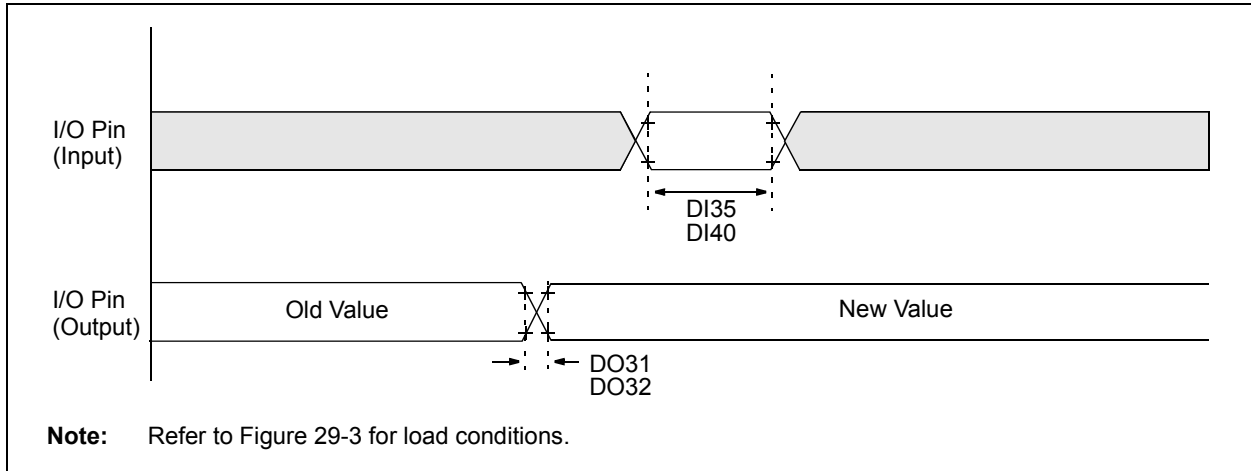 I/O Pin
(Input)
DI35
DI40
I/O Pin
(Output)
Old Value
New Value
DO31
DO32
Note: Refer to Figure 29-3 for load conditions.